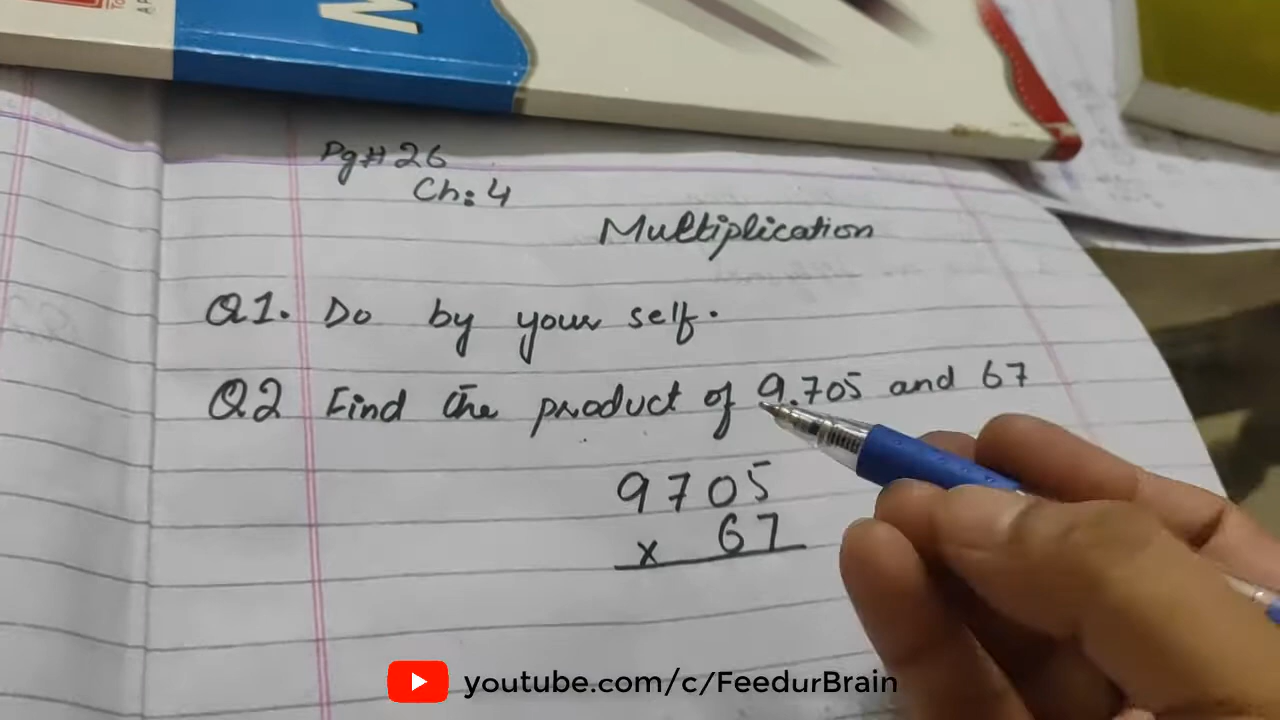 Pg# 26
Ch: 4
Multiplication
Q1. Do by your self.
Q2 Find the product of 9.705 and 67
9705
x 67
youtube.com/c/FeedurBrain